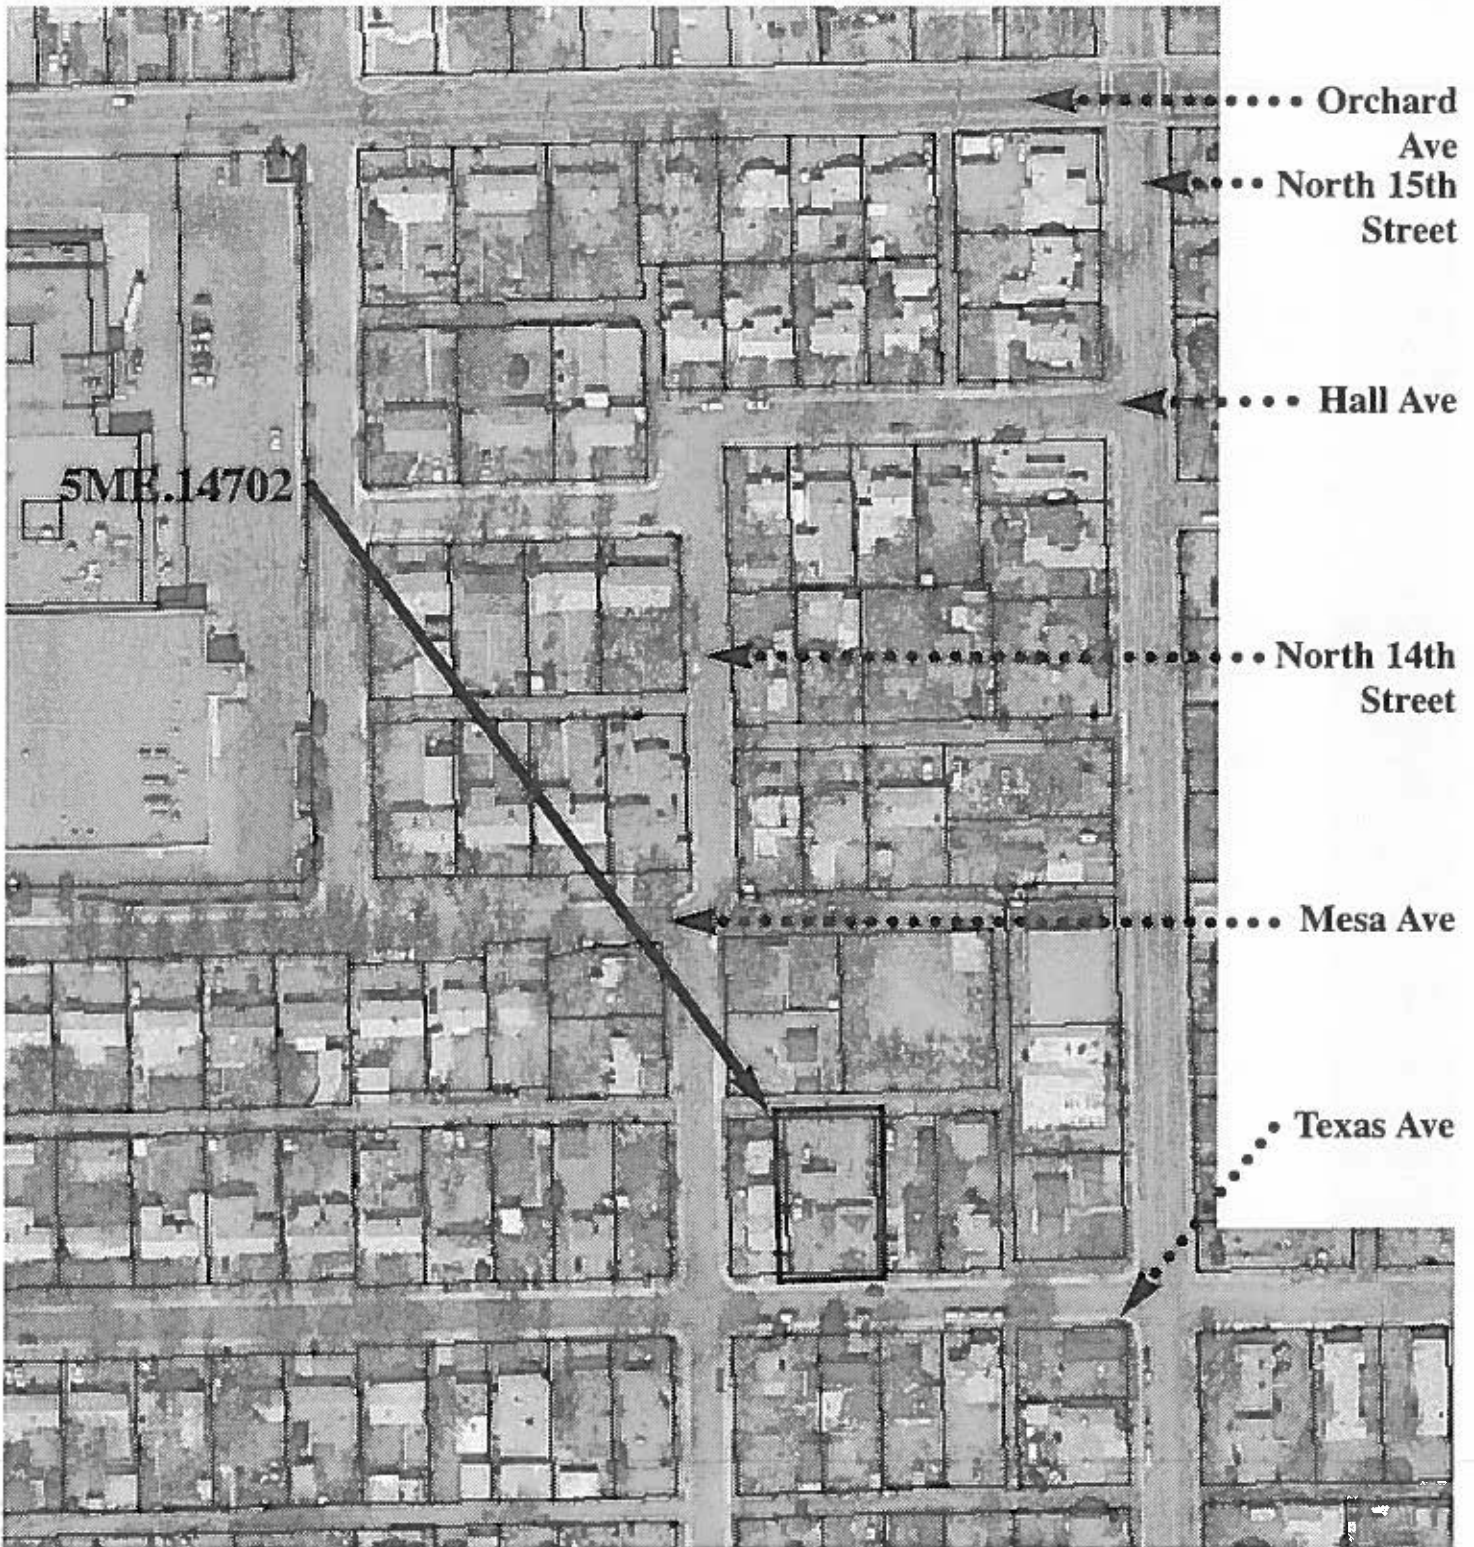 Orchard
Ave
North 15th
Street
Hall Ave
5ME.14702
North 14th
Street
Mesa Ave
Texas Ave